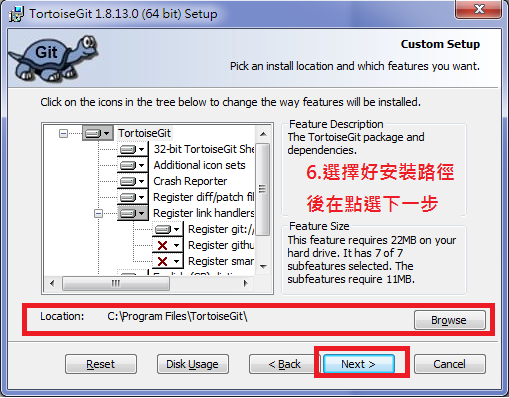 TortoiseGit 1.8.13.0 (64 bit) Setup
Git
Custom Setup
Pick an install location and which features you want.
Click on the icons in the tree below to change the way features will be installed.
TortoiseGit
32-bit TortoiseGit She
Additional icon sets
Crash Reporter
Register diff/patch fil
Register link handlers
Register git://
Register githu
Register smar
Feature Description
The TortoiseGit package and
dependencies.
6.選擇好安裝路徑
後在點選下一步
Feature Size
This feature requires 22MB on your
hard drive. It has 7 of 7
subfeatures selected. The
subfeatures require 11MB.
Location: C:\Program Files\TortoiseGit\
Browse
Reset
Disk Usage
< Back
Next >
Cancel